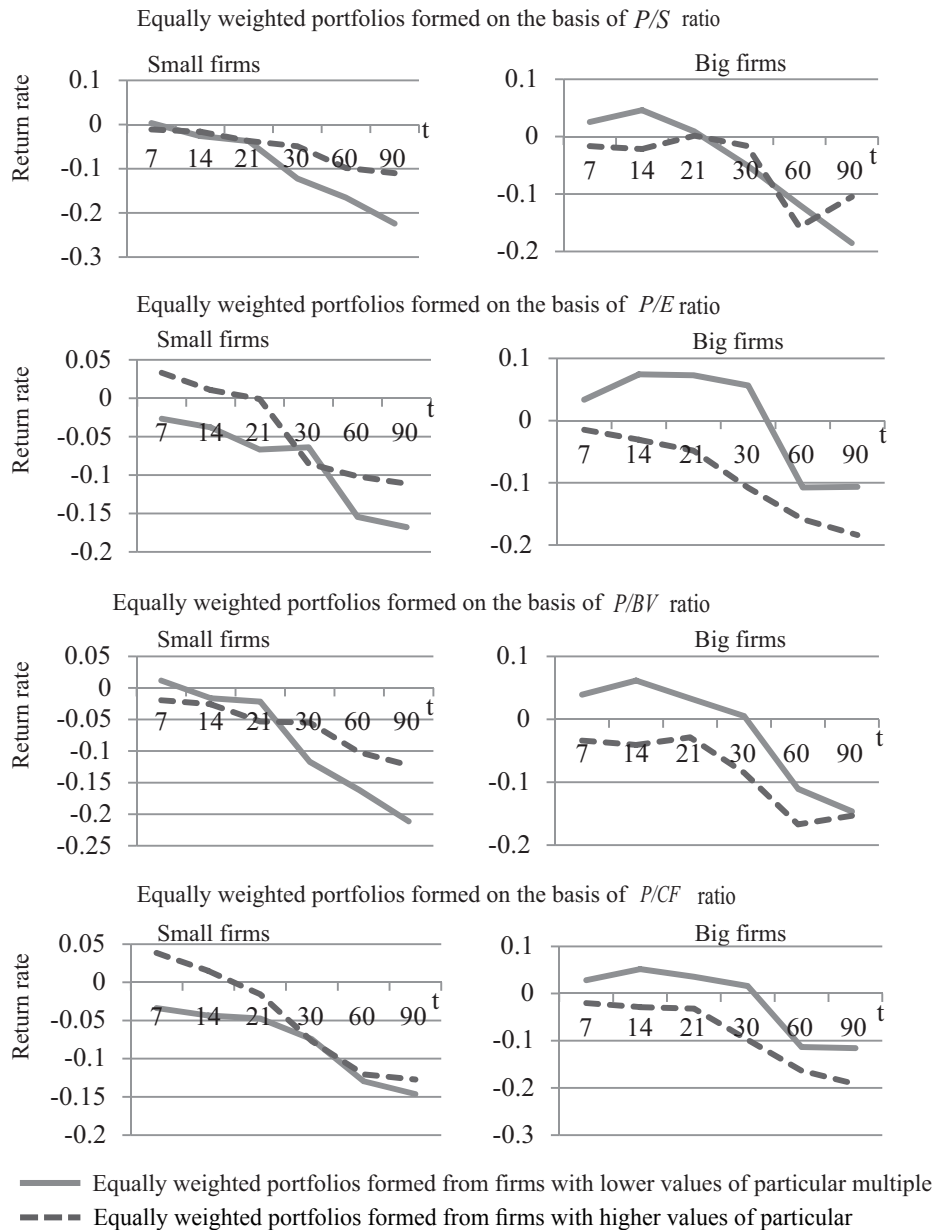 Equally weighted portfolios formed on the basis of P/S ratio
Small firms
Big firms
Return rate
0.1
0
-0.1
-0.2
-0.3
7 14 21 30 60 90
t
0.1
0
-0.1
-0.2
7 14 21 30 60 90
t
Equally weighted portfolios formed on the basis of P/E ratio
Small firms
Big firms
Return rate
0.05
0
-0.05
-0.1
-0.15
-0.2
7 14 21 30 60 90
t
0.1
0
-0.1
-0.2
7 14 21 30 60 90
t
Equally weighted portfolios formed on the basis of P/BV ratio
Small firms
Big firms
Return rate
0.05
0
-0.05
-0.1
-0.15
-0.2
-0.25
7 14 21 30 60 90
t
0.1
0
-0.1
-0.2
7 14 21 30 60 90
t
Equally weighted portfolios formed on the basis of P/CF ratio
Small firms
Big firms
Return rate
0.05
0
-0.05
-0.1
-0.15
-0.2
7 14 21 30 60 90
t
0.1
0
-0.1
-0.2
-0.3
7 14 21 30 60 90
t
Equally weighted portfolios formed from firms with lower values of particular multiple
Equally weighted portfolios formed from firms with higher values of particular